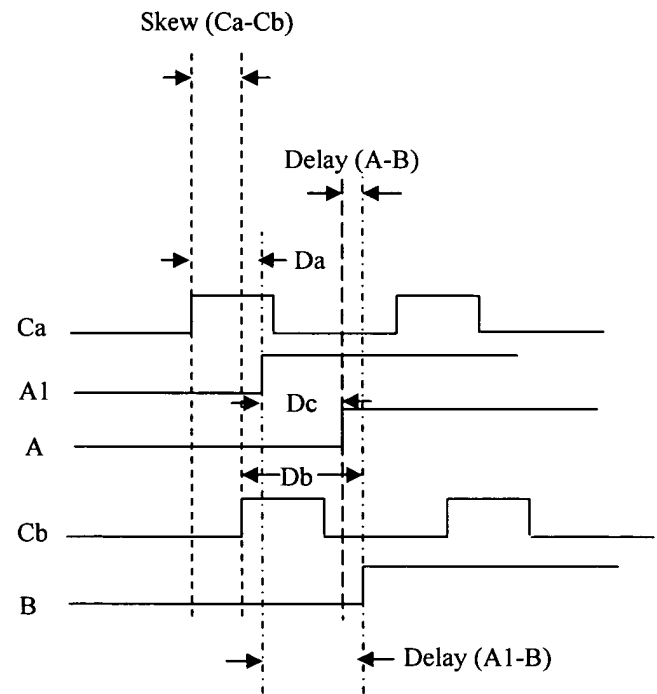 Skew (Ca-Cb)
Delay (A-B)
Da
Ca
A1
Dc
A
Db
Cb
B
Delay (A1-B)